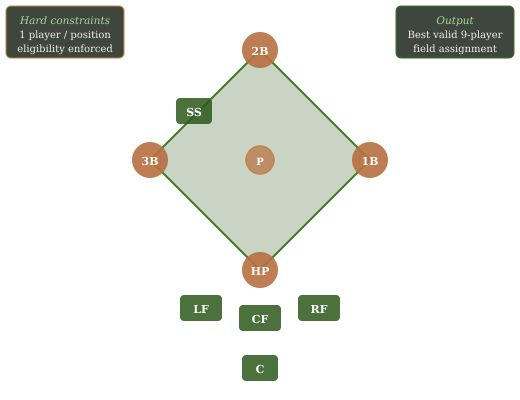 Hard constraints
1 player / position
eligibility enforced
Output
Best valid 9-player
field assignment
2B
SS
3B
P
1B
HP
LF
CF
RF
C